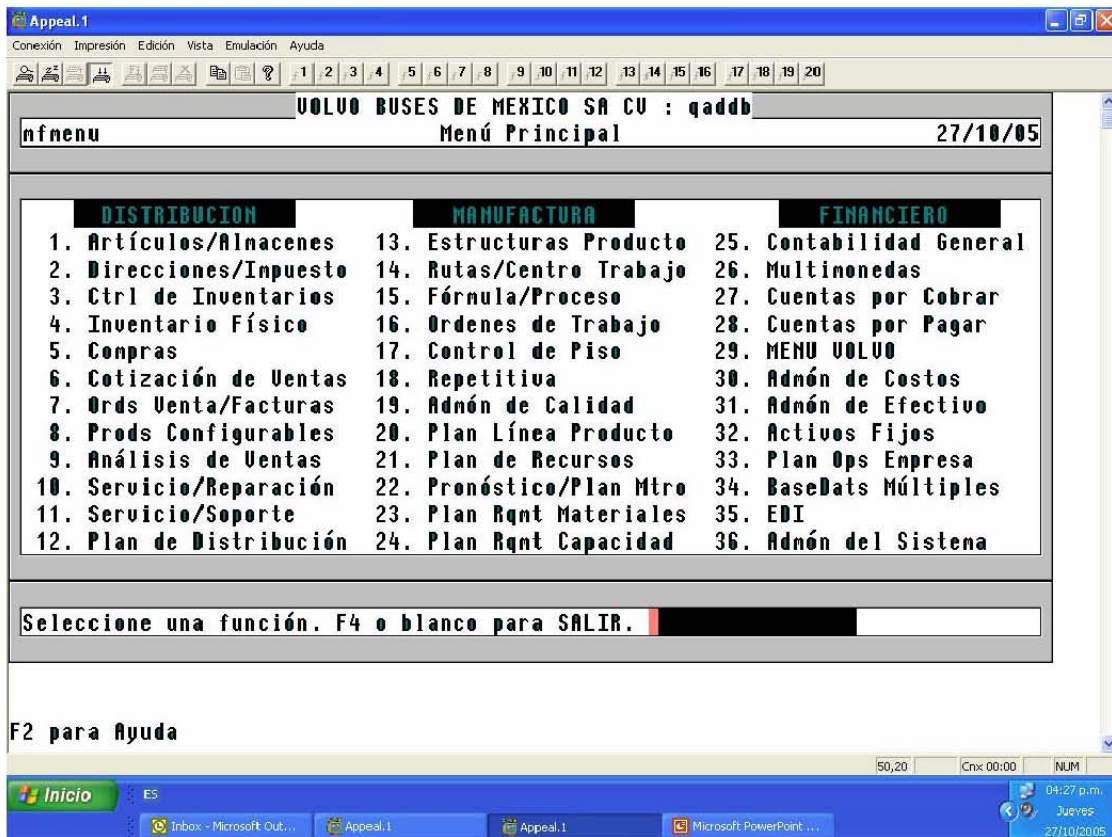 Appeal.1
Conexión Impresión Edición Vista Emulación Ayuda
1 2 3 4 5 6 7 8 9 10 11 12 13 14 15 16 17 18 19 20
VOLVO BUSES DE MEXICO SA CV : qaddb
mfmenu Menú Principal 27/10/05
DISTRIBUCION MANUFACTURA FINANCIERO
1. Artículos/Almacenes 13. Estructuras Producto 25. Contabilidad General
2. Direcciones/Impuesto 14. Rutas/Centro Trabajo 26. Multimonedas
3. Ctrl de Inventarios 15. Fórmula/Proceso 27. Cuentas por Cobrar
4. Inventario Físico 16. Ordenes de Trabajo 28. Cuentas por Pagar
5. Compras 17. Control de Piso 29. MENU VOLVO
6. Cotización de Ventas 18. Repetitiva 30. Admón de Costos
7. Ords Venta/Facturas 19. Admón de Calidad 31. Admón de Efectivo
8. Prods Configurables 20. Plan Línea Producto 32. Activos Fijos
9. Análisis de Ventas 21. Plan de Recursos 33. Plan Ops Empresa
10. Servicio/Reparación 22. Pronóstico/Plan Mtro 34. BaseDats Múltiples
11. Servicio/Soporte 23. Plan Rqmt Materiales 35. EDI
12. Plan de Distribución 24. Plan Rqmt Capacidad 36. Admón del Sistema
Seleccione una función. F4 o blanco para SALIR.
F2 para Ayuda
50,20 Cnx 00:00 NUM
Inicio ES 04:27 p.m.
Jueves
Inbox - Microsoft Out... Appeal.1 Appeal.1 Microsoft PowerPoint ... 27/10/2005